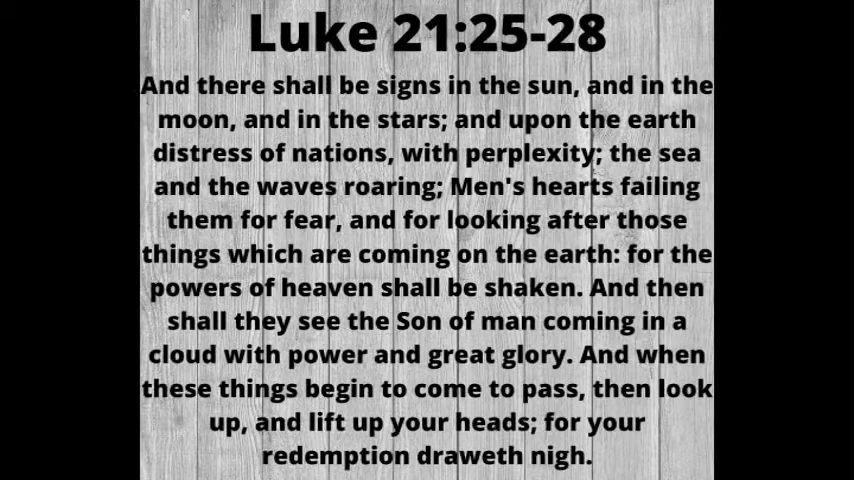 Luke 21:25-28
And there shall be signs in the sun, and in the
moon, and in the stars; and upon the earth
distress of nations, with perplexity; the sea
and the waves roaring; Men's hearts failing
them for fear, and for looking after those
things which are coming on the earth: for the
powers of heaven shall be shaken. And then
shall they see the Son of man coming in a
cloud with power and great glory. And when
these things begin to come to pass, then look
up, and lift up your heads; for your
redemption draweth nigh.